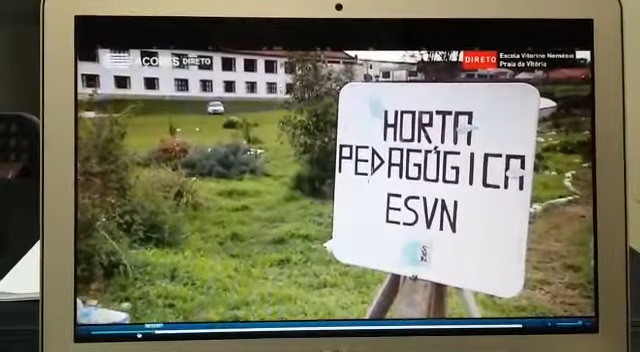 AÇORES DIRETO
DIRETO
Escola Vitorino Nemésio
Praia da Vitória
HORTA
PEDAGÓGICA
ESVN